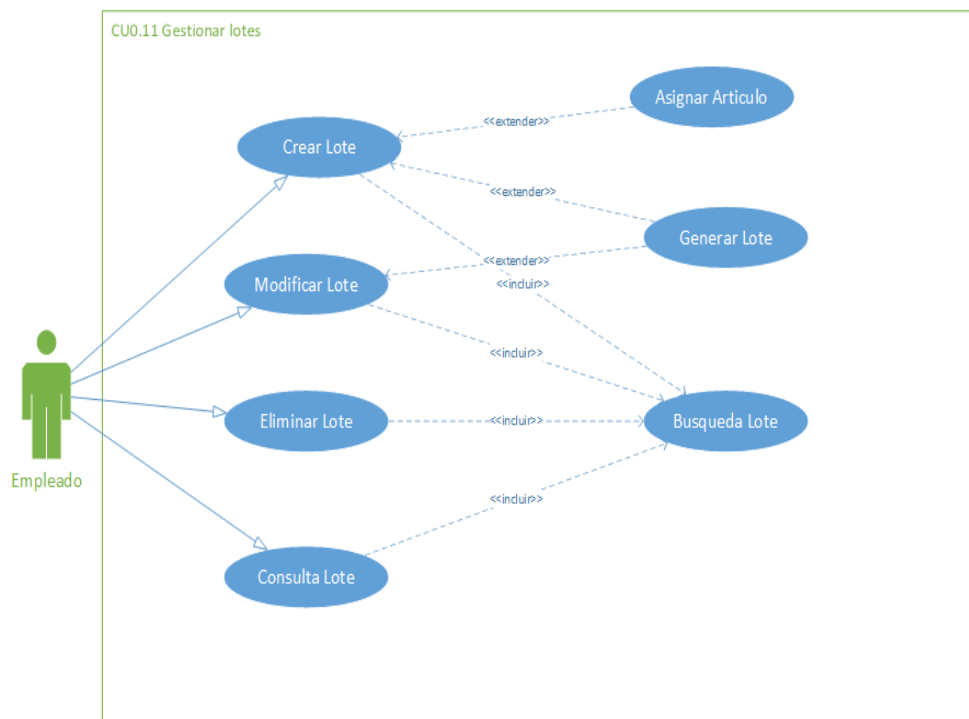 CU0.11 Gestionar lotes
Asignar Articulo
<<extender>>
Crear Lote
<<extender>>
Generar Lote
<<extender>>
Modificar Lote
<<incluir>>
<<incluir>>
Eliminar Lote
<<incluir>>
Busqueda Lote
Empleado
<<incluir>>
Consulta Lote